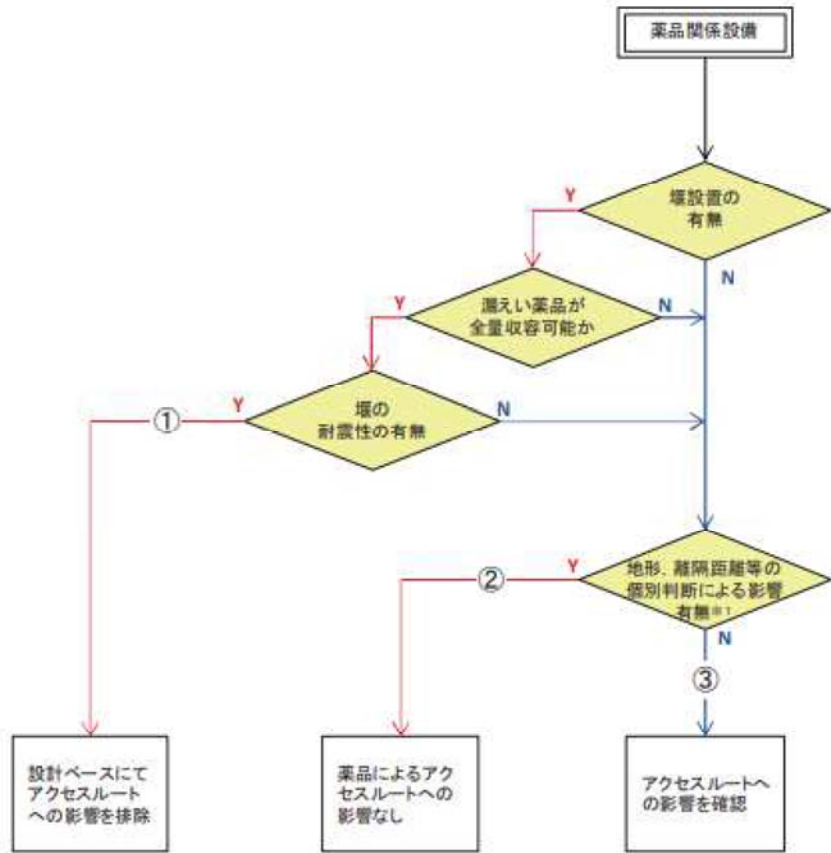 薬品関係設備
堰設置の
有無
Y
N
漏えい薬品が
全量収容可能か
Y
N
堰の
耐震性の有無
Y
N
①
地形、離隔距離等の
個別判断による影響
有無※1
Y
N
②
③
設計ベースにて
アクセスルート
への影響を排除
薬品によるアク
セスルートへの
影響なし
アクセスルートへ
の影響を確認